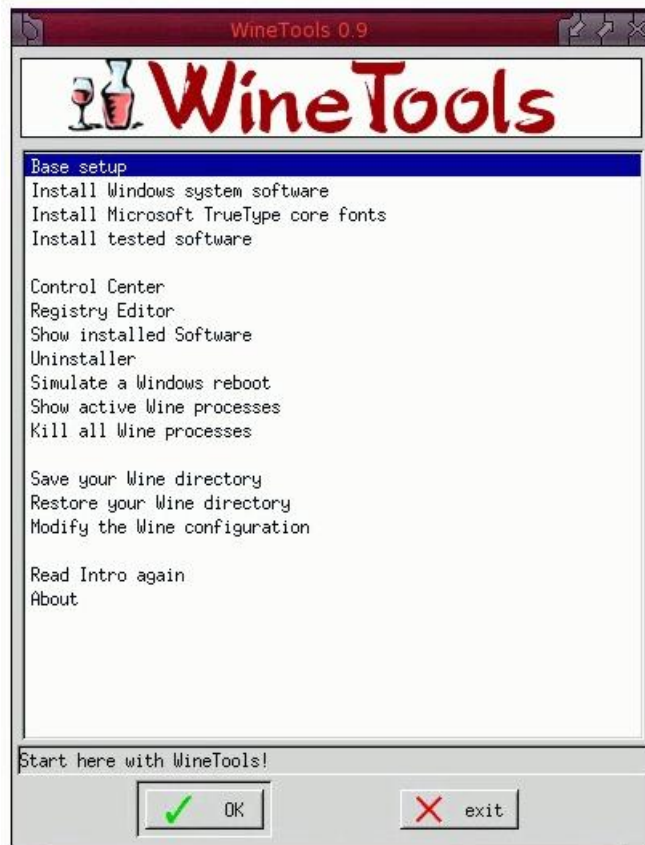 WineTools 0.9
WineTools
Base setup
Install Windows system software
Install Microsoft TrueType core fonts
Install tested software
Control Center
Registry Editor
Show installed Software
Uninstaller
Simulate a Windows reboot
Show active Wine processes
Kill all Wine processes
Save your Wine directory
Restore your Wine directory
Modify the Wine configuration
Read Intro again
About
Start here with WineTools!
OK
exit